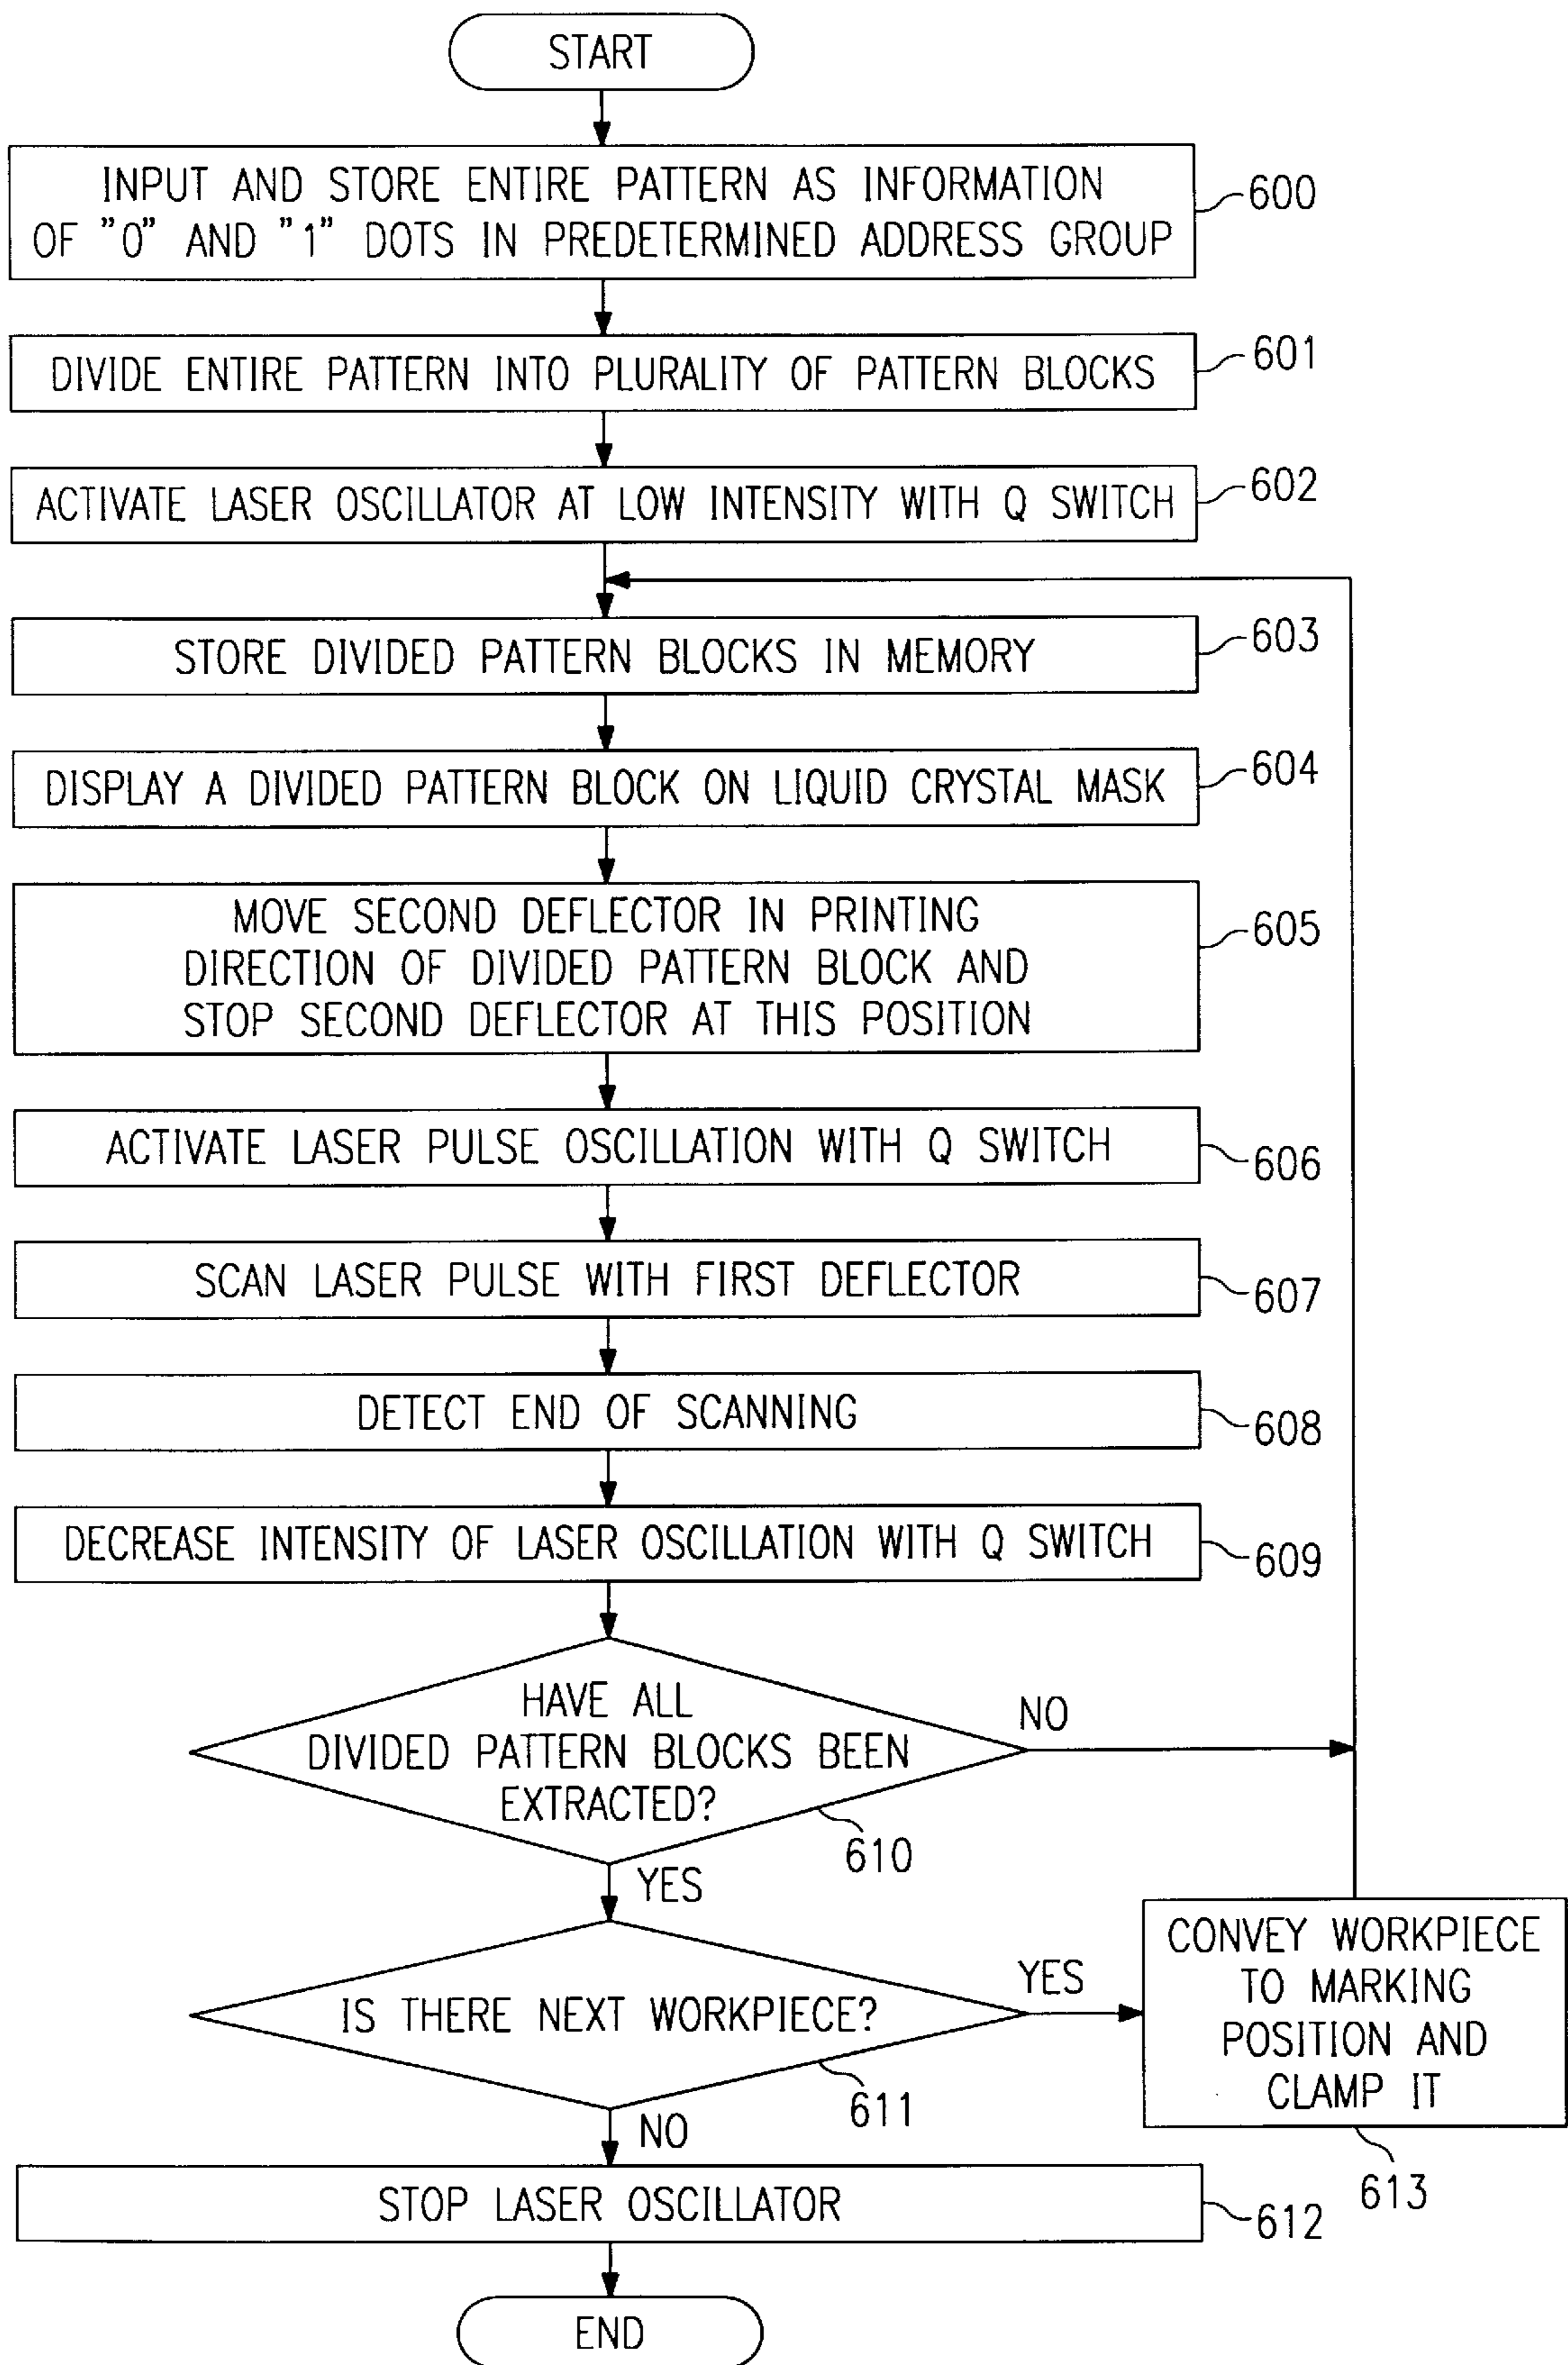 START
INPUT AND STORE ENTIRE PATTERN AS INFORMATION
OF "0" AND "1" DOTS IN PREDETERMINED ADDRESS GROUP
600
DIVIDE ENTIRE PATTERN INTO PLURALITY OF PATTERN BLOCKS
601
ACTIVATE LASER OSCILLATOR AT LOW INTENSITY WITH Q SWITCH
602
STORE DIVIDED PATTERN BLOCKS IN MEMORY
603
DISPLAY A DIVIDED PATTERN BLOCK ON LIQUID CRYSTAL MASK
604
MOVE SECOND DEFLECTOR IN PRINTING
DIRECTION OF DIVIDED PATTERN BLOCK AND
STOP SECOND DEFLECTOR AT THIS POSITION
605
ACTIVATE LASER PULSE OSCILLATION WITH Q SWITCH
606
SCAN LASER PULSE WITH FIRST DEFLECTOR
607
DETECT END OF SCANNING
608
DECREASE INTENSITY OF LASER OSCILLATION WITH Q SWITCH
609
HAVE ALL
DIVIDED PATTERN BLOCKS BEEN
EXTRACTED?
NO
610
YES
IS THERE NEXT WORKPIECE?
YES
611
NO
CONVEY WORKPIECE
TO MARKING
POSITION AND
CLAMP IT
613
STOP LASER OSCILLATOR
612
END